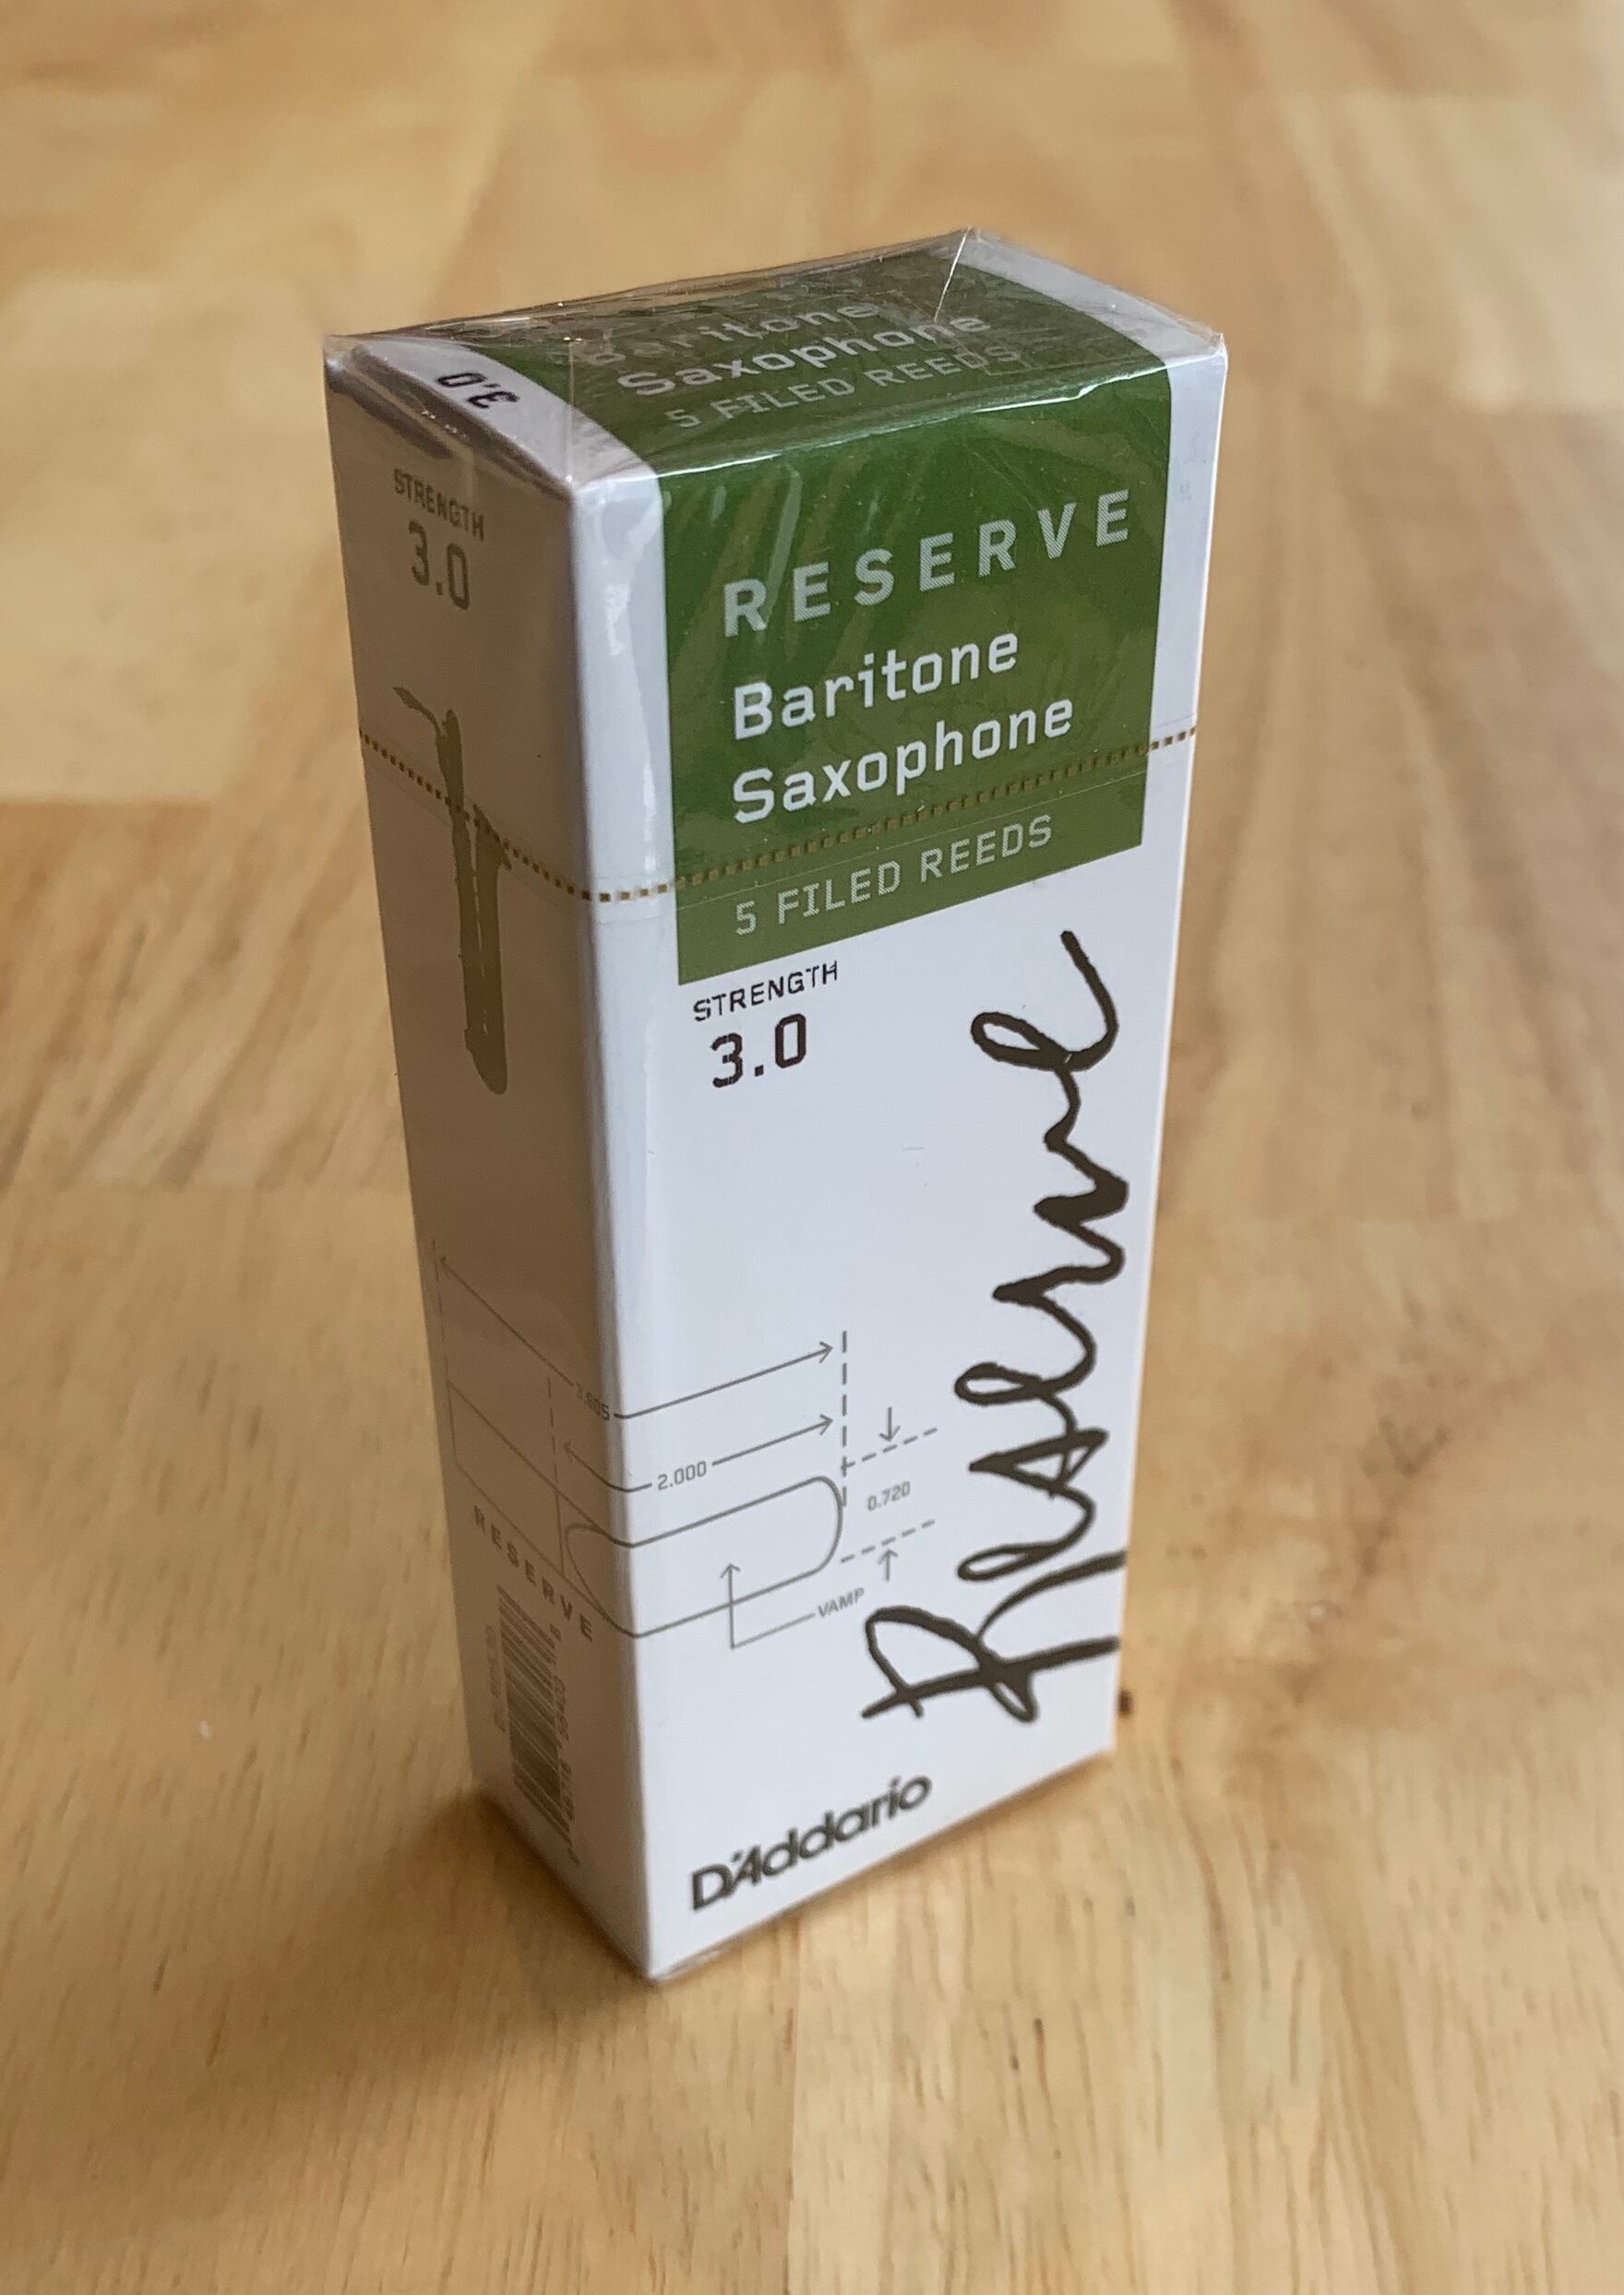 Baritone
Saxophone
5 FILED REEDS
3.0
STRENGTH
3.0
RESERVE
Baritone
Saxophone
5 FILED REEDS
STRENGTH
3.0
Reserve
2.000
0.720
VAMP
RESERVE
D'Addario